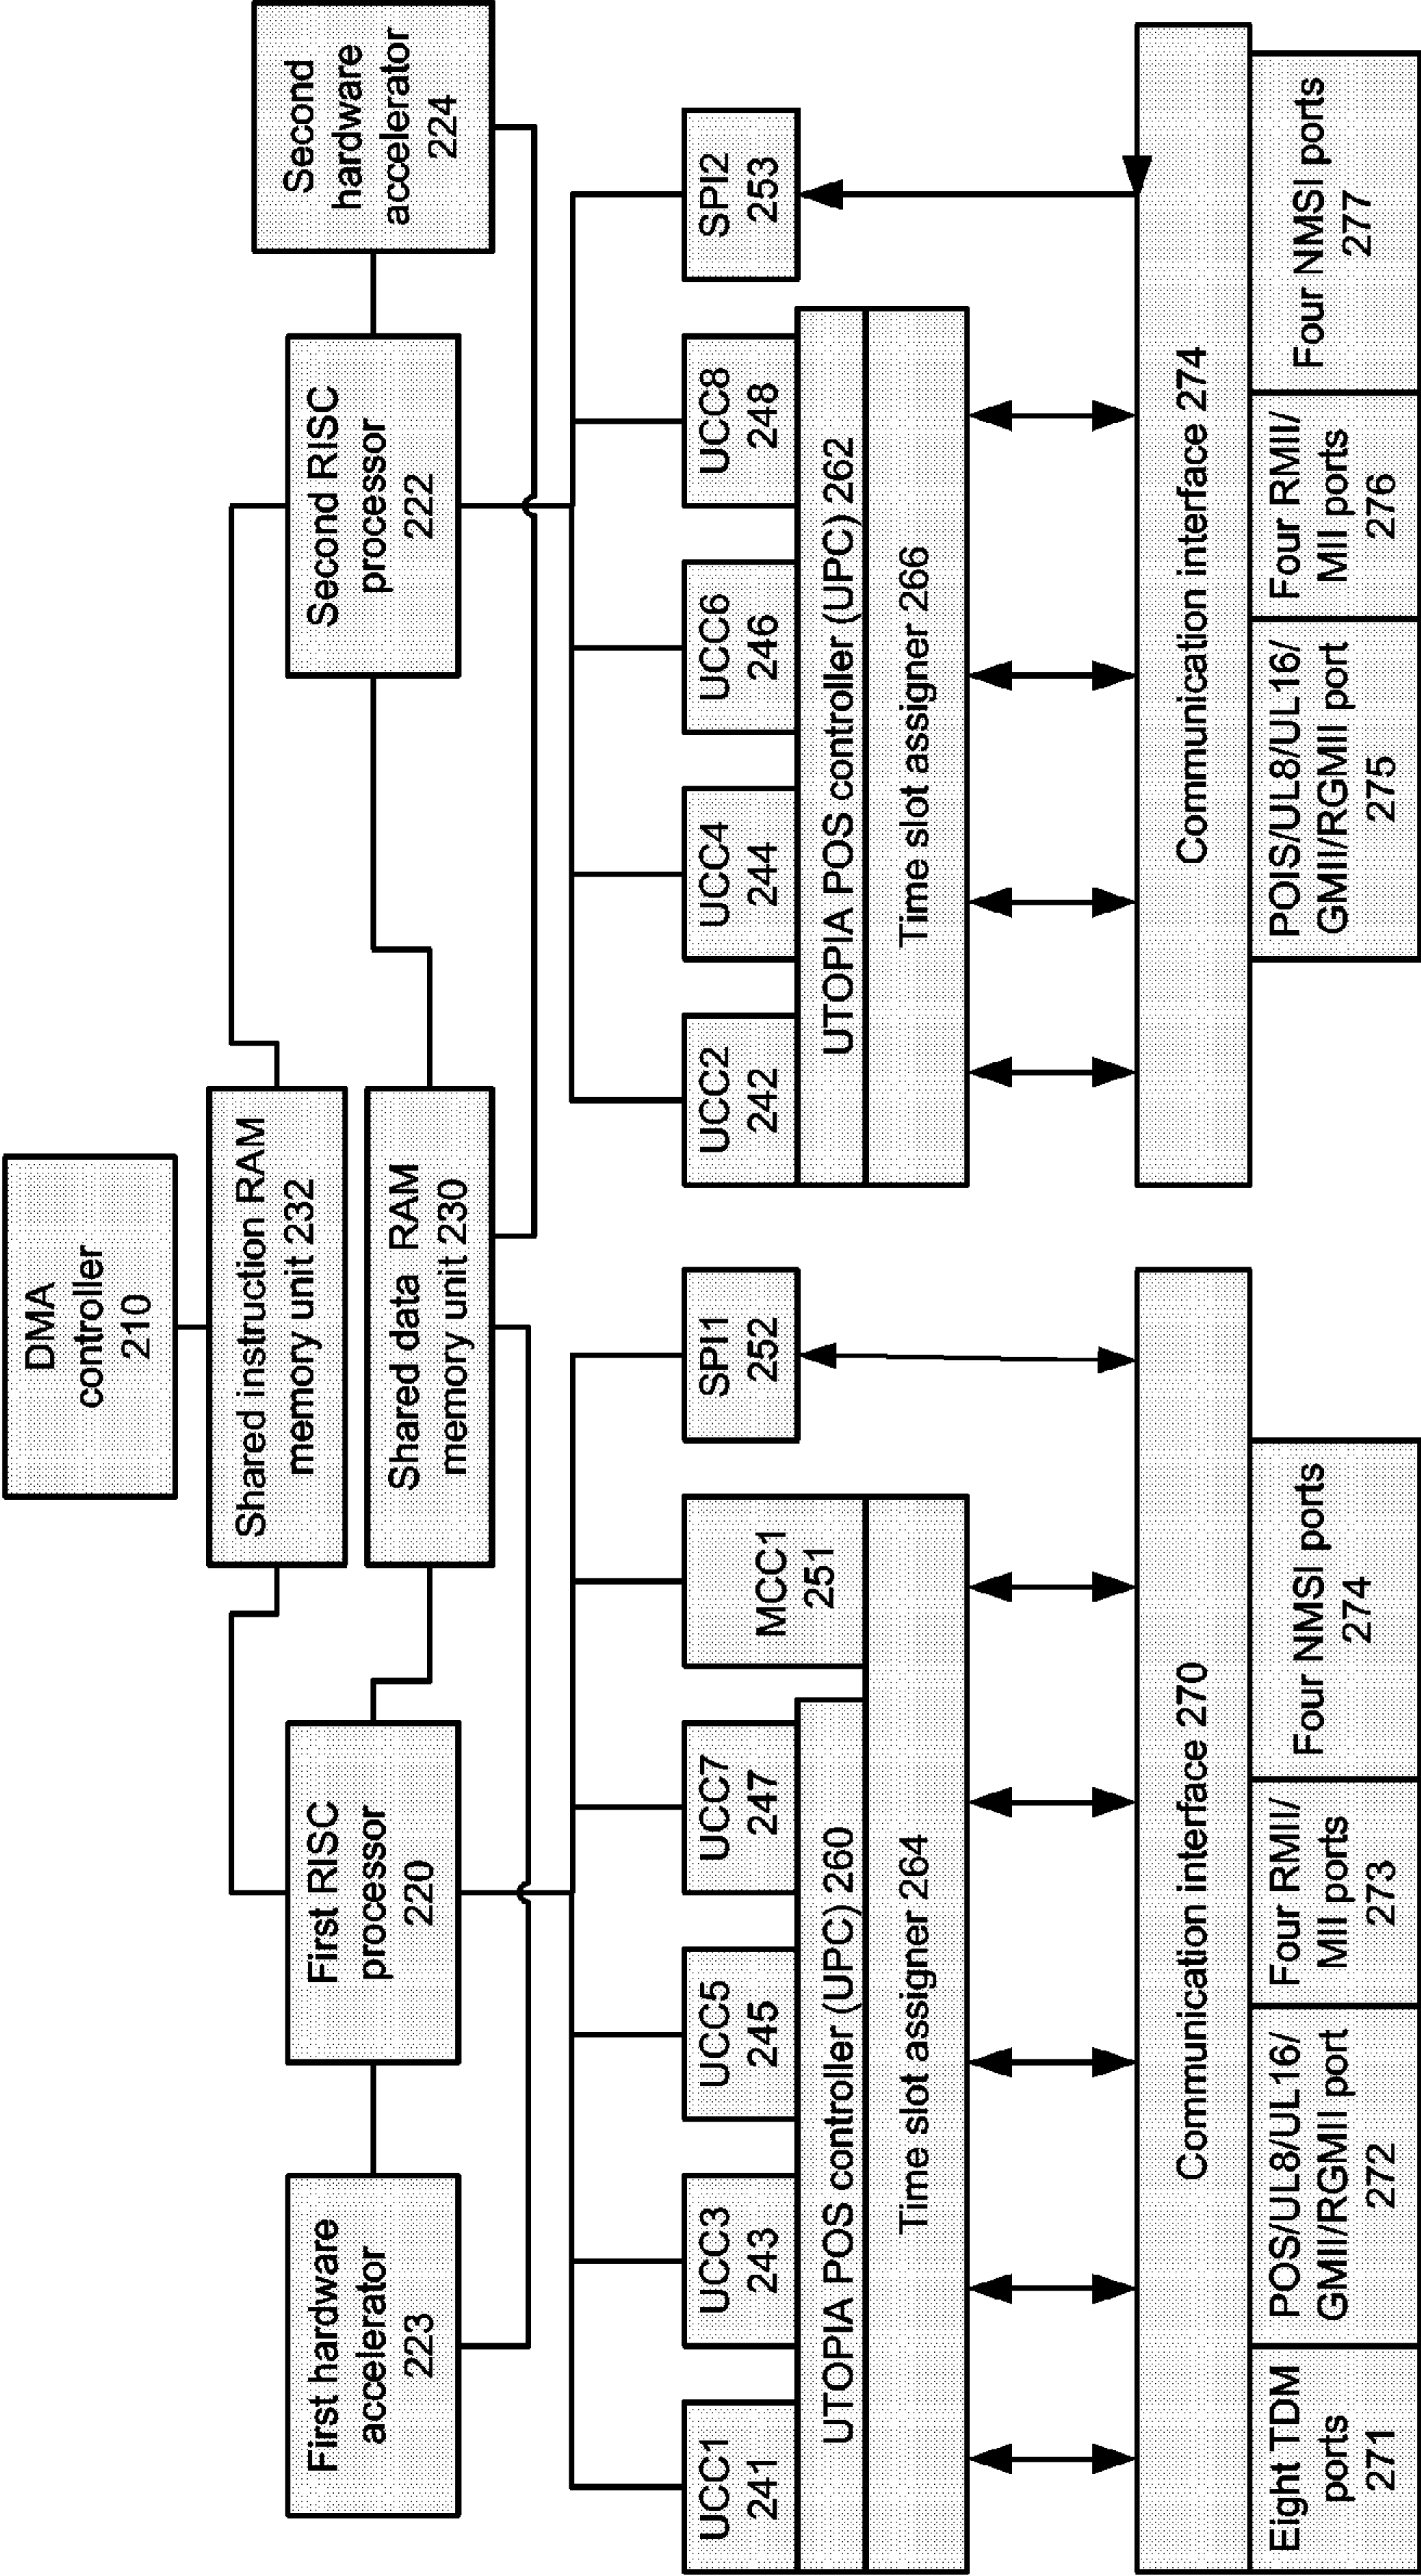 DMA
controller
210
Shared instruction RAM
memory unit 232
Shared data RAM
memory unit 230
First hardware
accelerator
223
First RISC
processor
220
Second RISC
processor
222
Second
hardware
accelerator
224
UCC1
241
UCC3
243
UCC5
245
UCC7
247
MCC1
251
SPI1
252
UTOPIA POS controller (UPC) 260
Time slot assigner 264
UCC2
242
UCC4
244
UCC6
246
UCC8
248
SPI2
253
UTOPIA POS controller (UPC) 262
Time slot assigner 266
Communication interface 270
Eight TDM
ports
271
POS/UL8/UL16/
GMII/RGMII port
272
Four RMII/
MII ports
273
Four NMSI ports
274
Communication interface 274
POIS/UL8/UL16/
GMII/RGMII port
275
Four RMII/
MII ports
276
Four NMSI ports
277